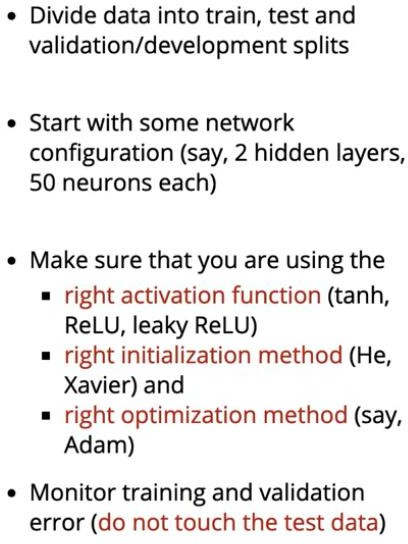 • Divide data into train, test and
validation/development splits
• Start with some network
configuration (say, 2 hidden layers,
50 neurons each)
• Make sure that you are using the
▪ right activation function (tanh,
ReLU, leaky ReLU)
▪ right initialization method (He,
Xavier) and
▪ right optimization method (say,
Adam)
• Monitor training and validation
error (do not touch the test data)